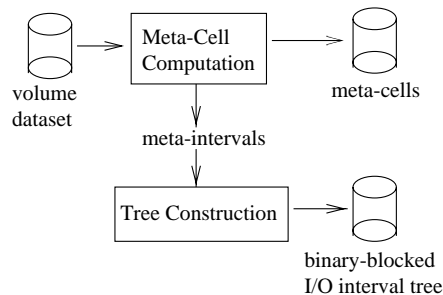 Meta-Cell
Computation
volume
dataset
meta-cells
meta-intervals
Tree Construction
binary-blocked
I/O interval tree